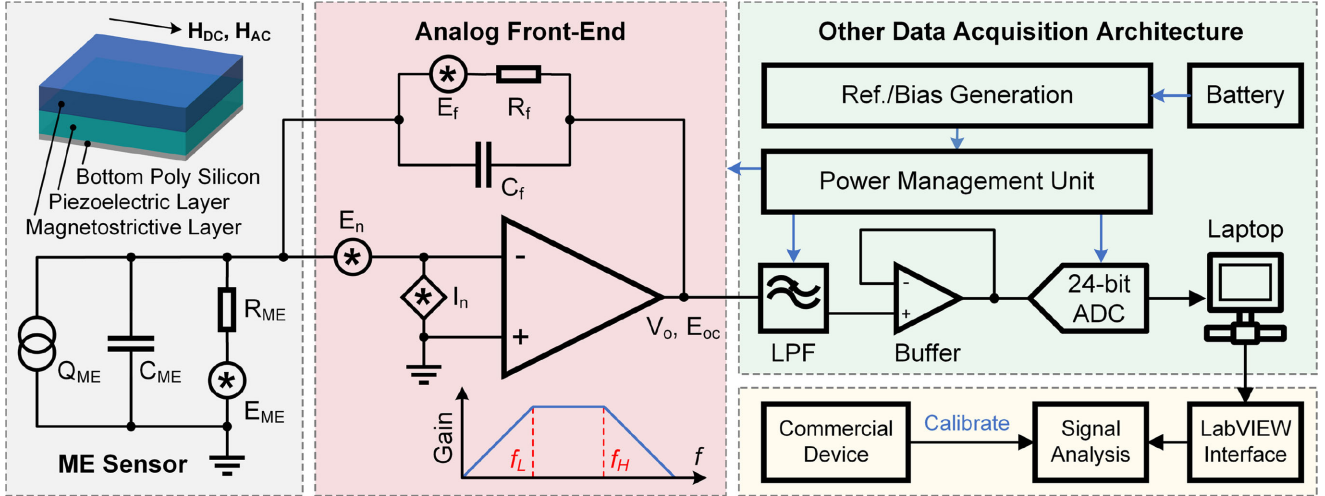 H_DC, H_AC
Bottom Poly Silicon
Piezoelectric Layer
Magnetostrictive Layer
Q_ME
C_ME
R_ME
E_ME
ME Sensor
Analog Front-End
E_f
R_f
C_f
E_n
I_n
-
+
V_o, E_oc
Gain
f_L
f_H
f
Other Data Acquisition Architecture
Ref./Bias Generation
Battery
Power Management Unit
LPF
-
+
Buffer
24-bit
ADC
Laptop
Commercial
Device
Calibrate
Signal
Analysis
LabVIEW
Interface